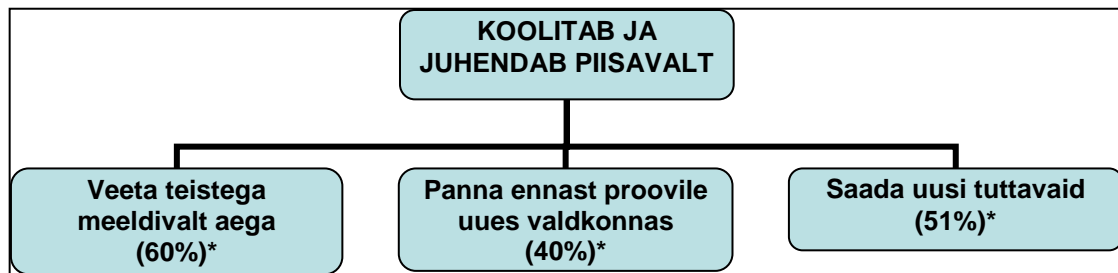 KOOLITAB JA
JUHENDAB PIISAVALT
Veeta teistega
meeldivalt aega
(60%)*
Panna ennast proovile
uues valdkonnas
(40%)*
Saada uusi tuttavaid
(51%)*